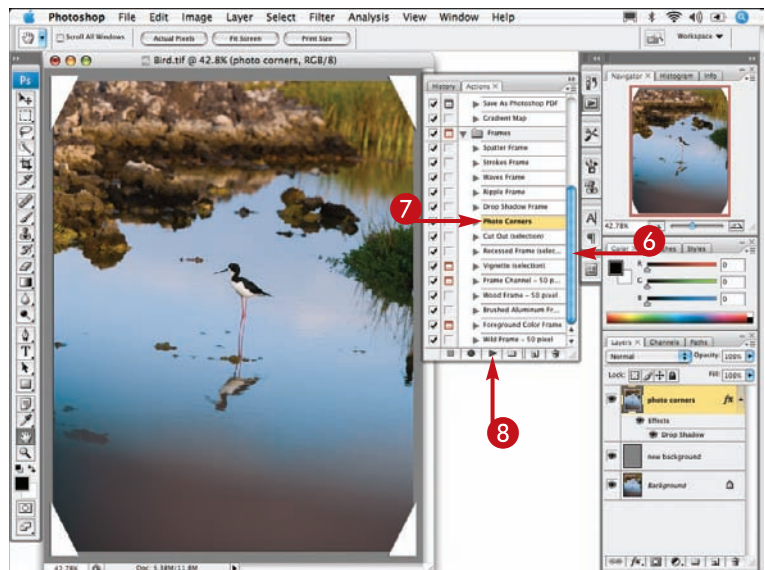 Photoshop File Edit Image Layer Select Filter Analysis View Window Help
Scroll All Windows Actual Pixels Fit Screen Print Size Workspace
Bird.tif @ 42.8% (photo corners, RGB/8)
Ps
History Actions ×
Save As Photoshop PDF
Gradient Map
Frames
Spatter Frame
Strokes Frame
Waves Frame
Ripple Frame
Drop Shadow Frame
Photo Corners
Cut Out (selection)
Recessed Frame (selec...
Vignette (selection)
Frame Channel - 50 p...
Wood Frame - 50 pixel
Brushed Aluminum Fr...
Foreground Color Frame
Wild Frame - 50 pixel
7
6
8
Navigator × Histogram Info
42.78%
Color Styles
R 0
G 0
B 0
Layers × Channels Paths
Normal Opacity: 100%
Lock: Fill: 100%
photo corners fx
Effects
Drop Shadow
new background
Background
42.78% Doc: 5.38M/11.8M